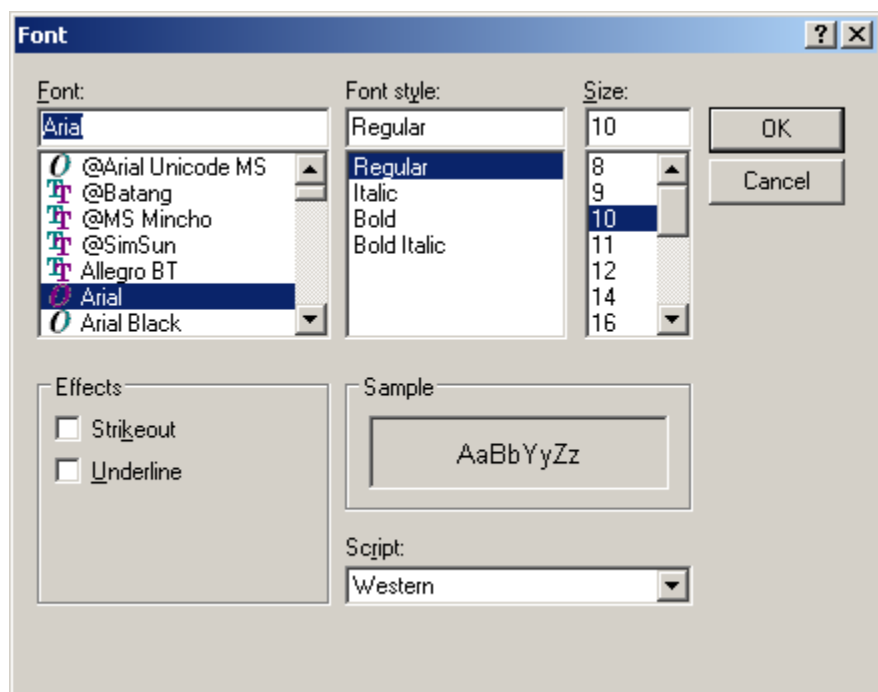 Font
Font:
Arial
@Arial Unicode MS
@Batang
@MS Mincho
@SimSun
Allegro BT
Arial
Arial Black
Font style:
Regular
Regular
Italic
Bold
Bold Italic
Size:
10
8
9
10
11
12
14
16
OK
Cancel
Effects
Strikeout
Underline
Sample
AaBbYyZz
Script:
Western